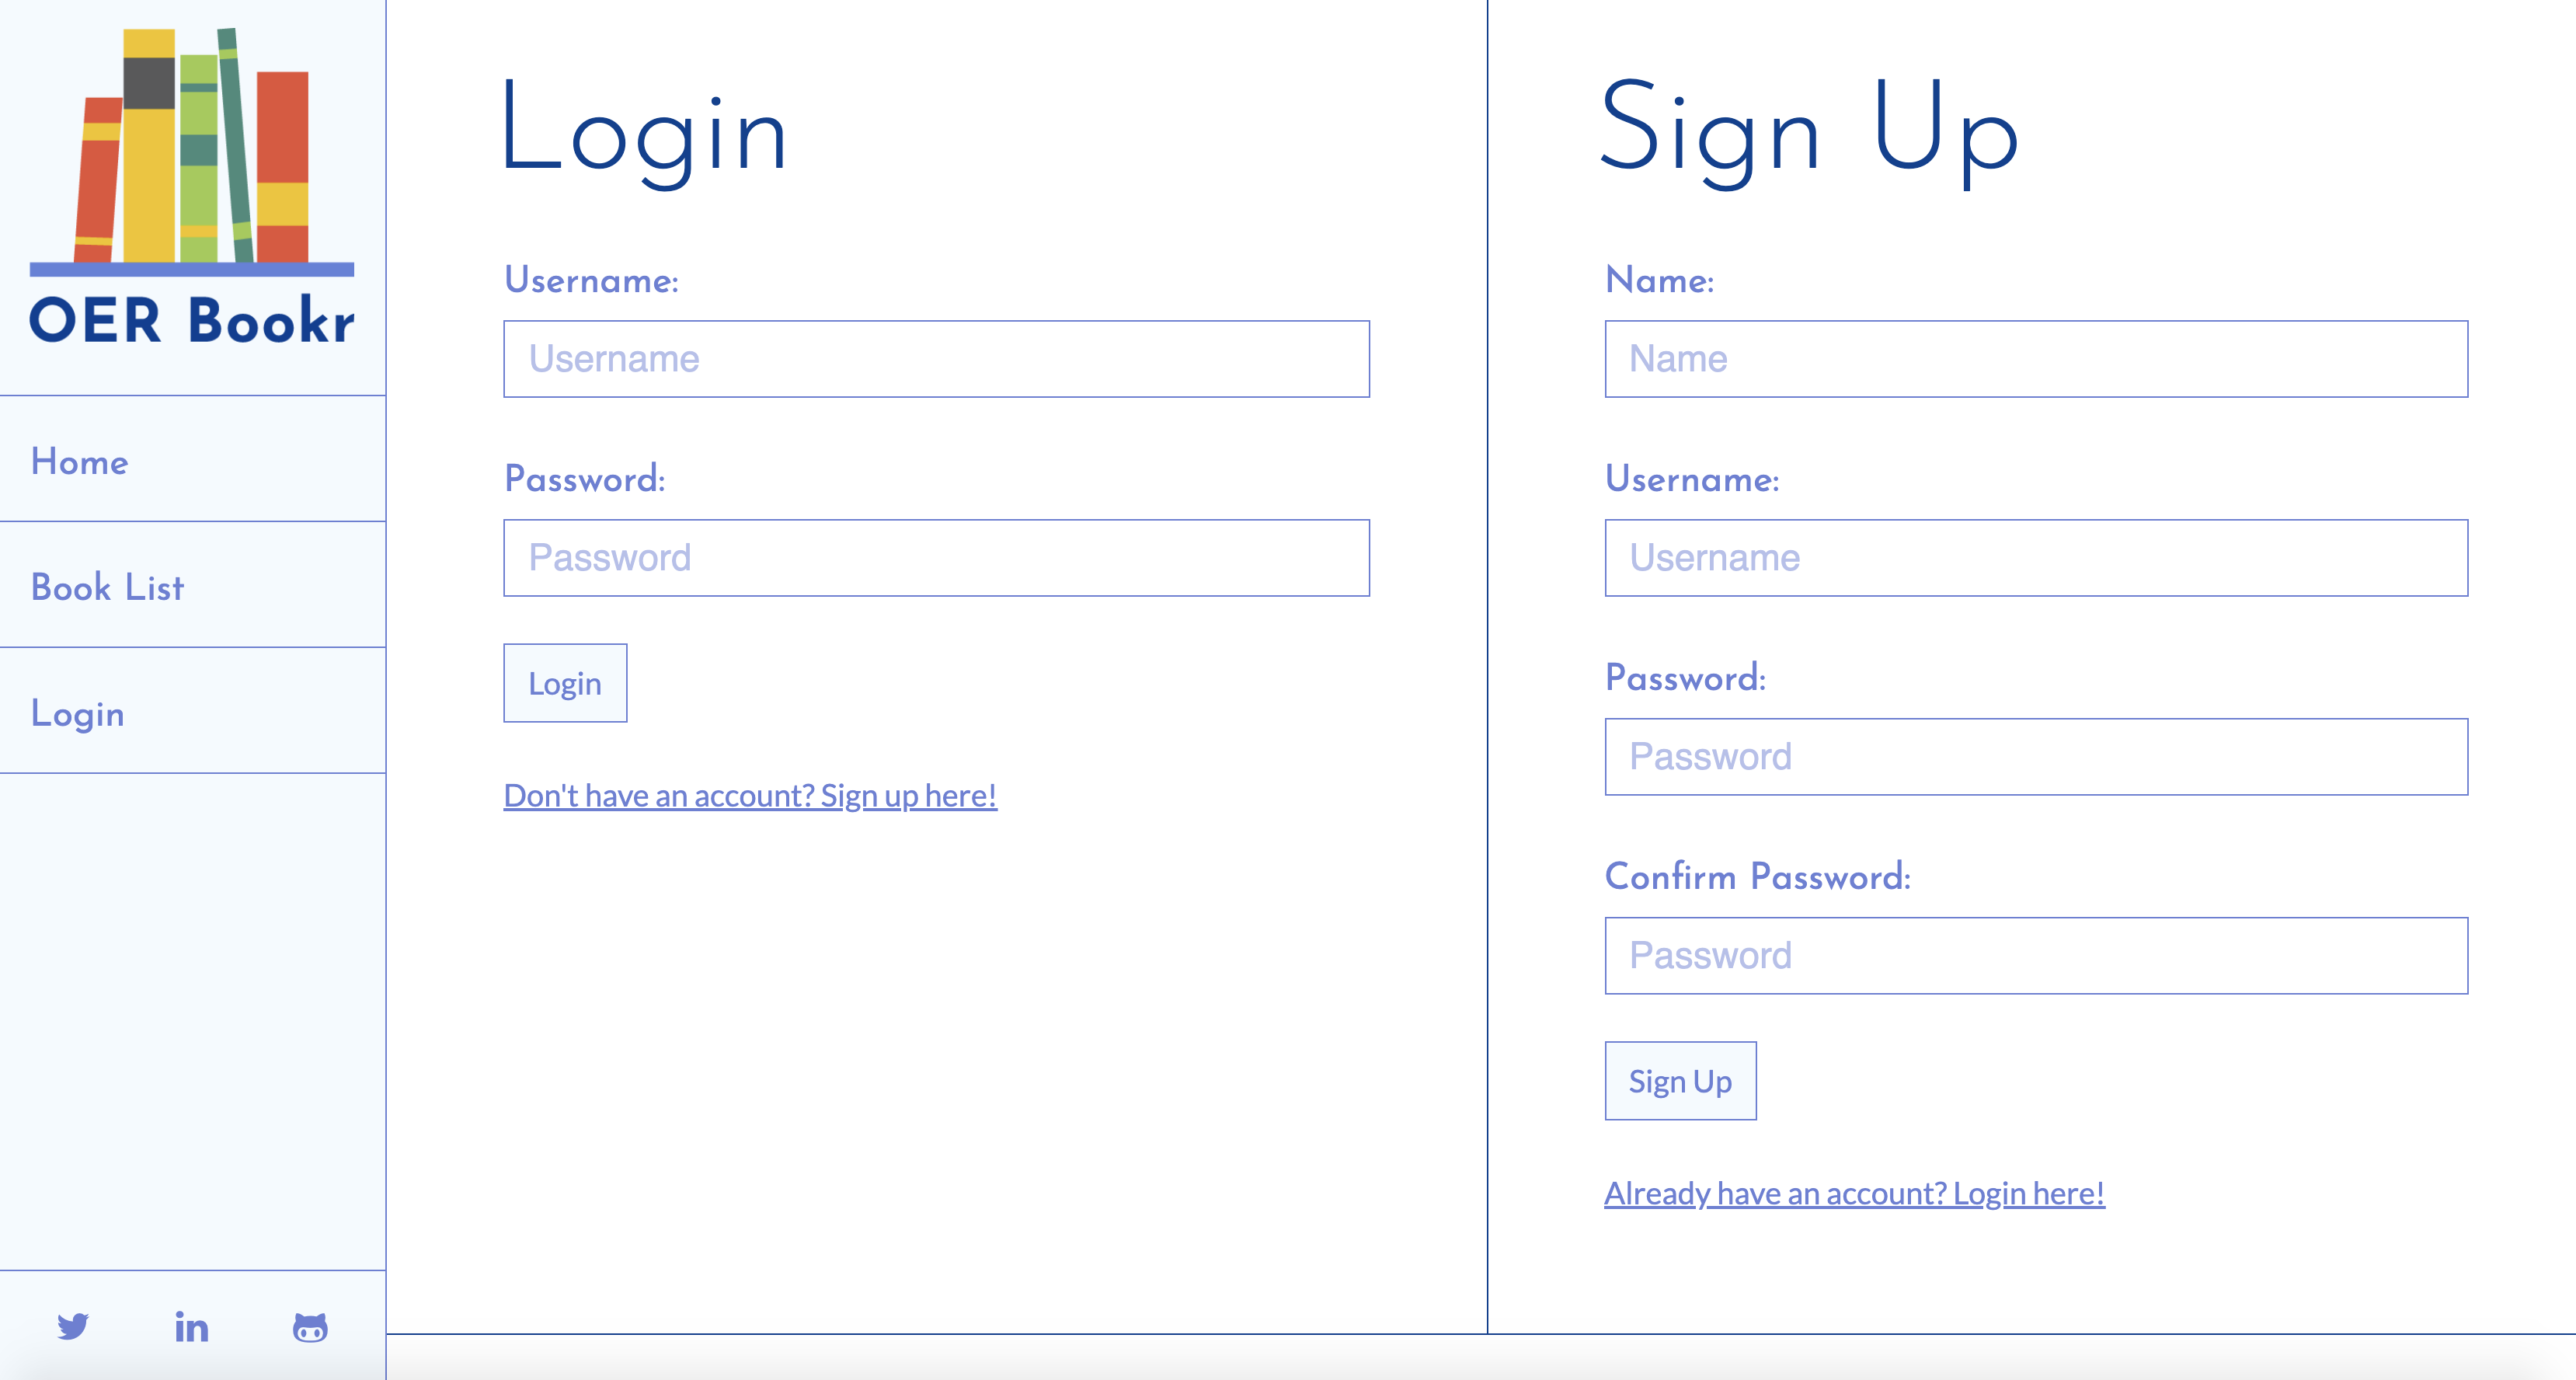 OER Bookr
Home
Book List
Login
Login
Username:
Username
Password:
Password
Login
Don't have an account? Sign up here!
Sign Up
Name:
Name
Username:
Username
Password:
Password
Confirm Password:
Password
Sign Up
Already have an account? Login here!